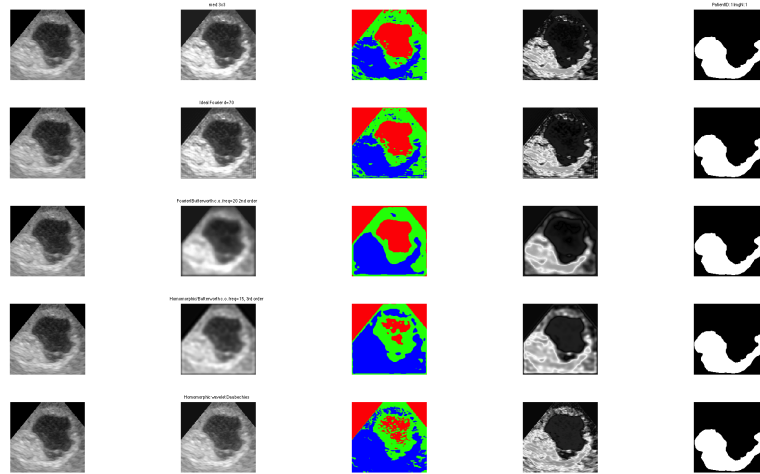 med 3x3
PatientID: 1 ImgN: 1
Ideal Fourier d=70
Fourier/Butterworth c.o. freq=20 2nd order
Homomorphic/Butterworth c.o. freq=15, 3rd order
Homomorphic wavelet Daubechies